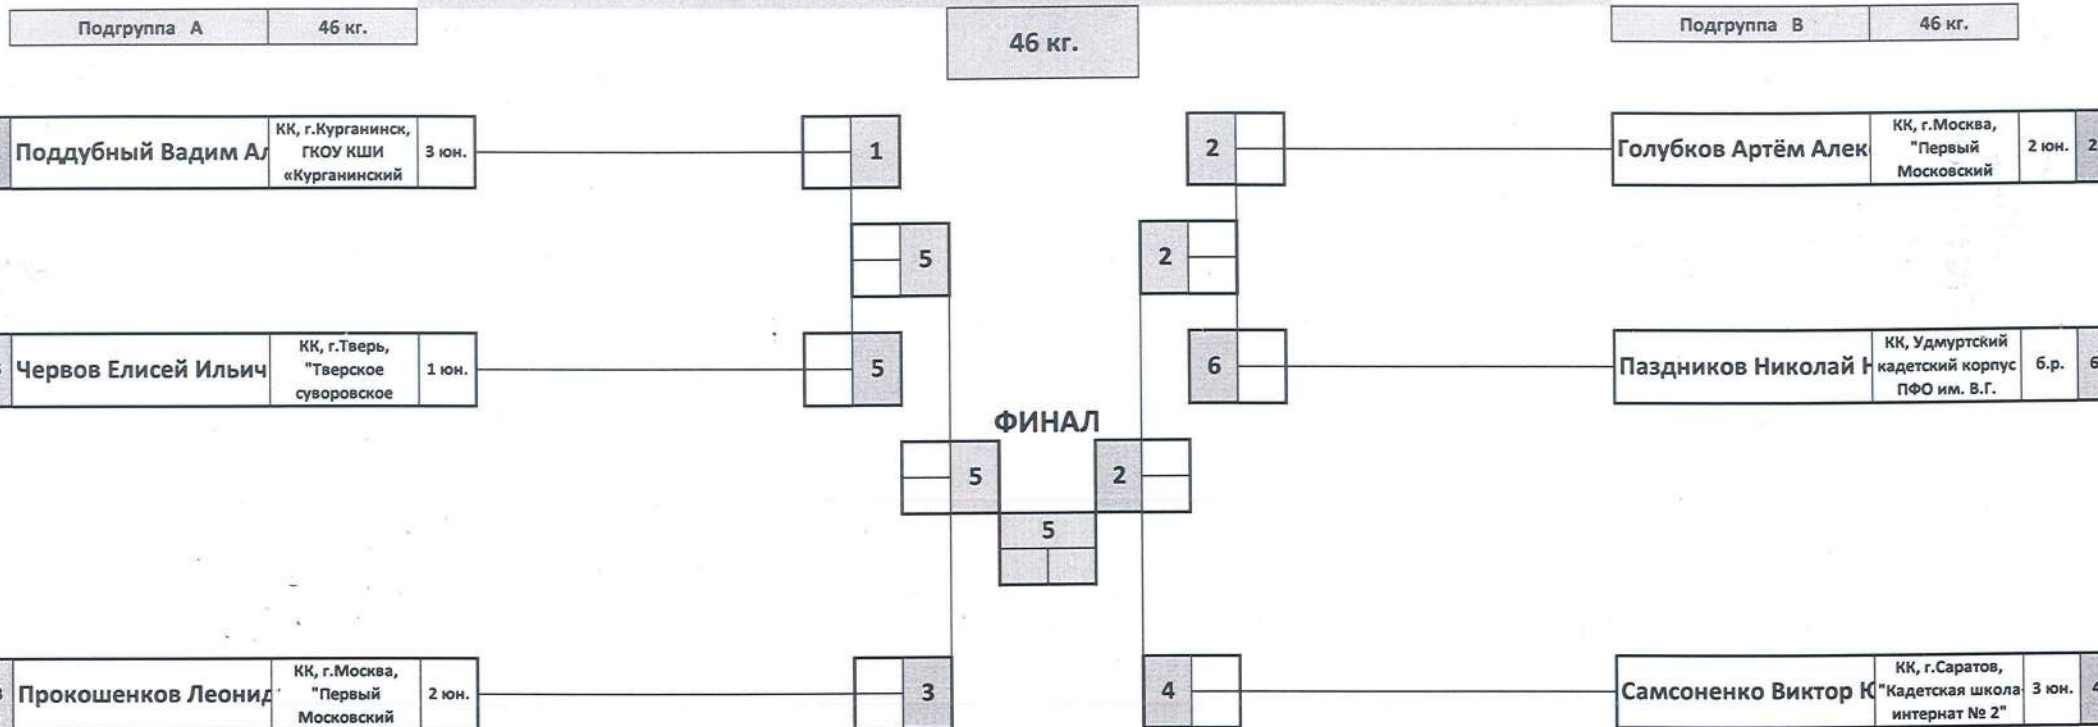 Подгруппа А 46 кг.
46 кг.
Подгруппа В 46 кг.
Поддубный Вадим Ал
КК, г.Курганинск,
ГКОУ КШИ
«Курганинский
3 юн.
1
2
Голубков Артём Алек
КК, г.Москва,
"Первый
Московский
2 юн.
2
5
2
Червов Елисей Ильич
КК, г.Тверь,
"Тверское
суворовское
1 юн.
5
6
Паздников Николай
КК, Удмуртский
кадетский корпус
ПФО им. В.Г.
б.р.
6
ФИНАЛ
5
2
5
Прокошенков Леонид
КК, г.Москва,
"Первый
Московский
2 юн.
3
4
Самсоненко Виктор
КК, г.Саратов,
"Кадетская школа-
интернат № 2"
3 юн.
4